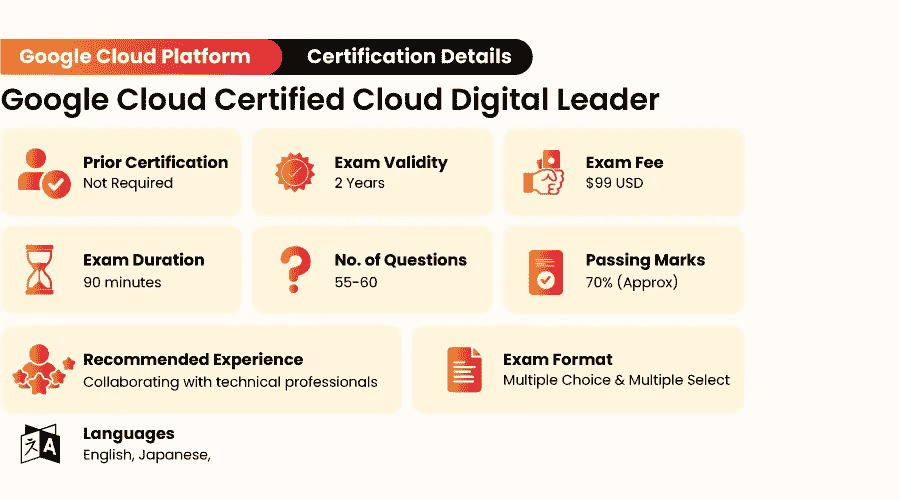 Google Cloud Platform Certification Details
Google Cloud Certified Cloud Digital Leader
Prior Certification
Not Required
Exam Validity
2 Years
Exam Fee
$99 USD
Exam Duration
90 minutes
No. of Questions
55-60
Passing Marks
70% (Approx)
Recommended Experience
Collaborating with technical professionals
Exam Format
Multiple Choice & Multiple Select
Languages
English, Japanese,